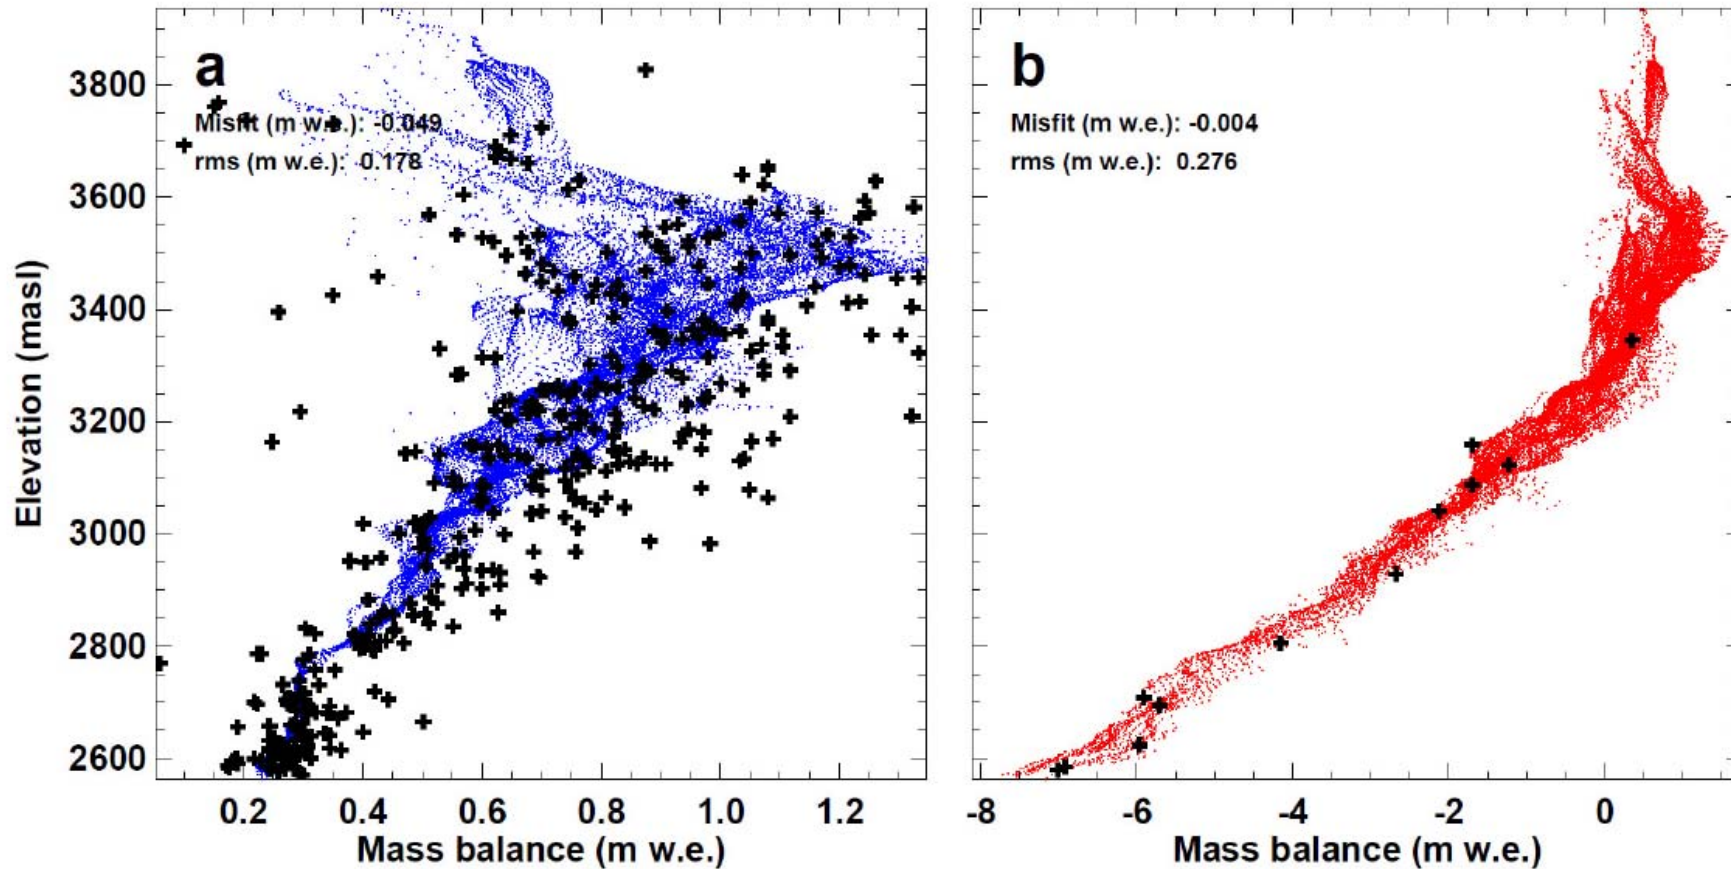 a
Misfit (m w.e.): -0.049
rms (m w.e.): 0.178
3800
3600
3400
3200
3000
2800
2600
Elevation (masl)
0.2 0.4 0.6 0.8 1.0 1.2
Mass balance (m w.e.)
b
Misfit (m w.e.): -0.004
rms (m w.e.): 0.276
-8 -6 -4 -2 0
Mass balance (m w.e.)